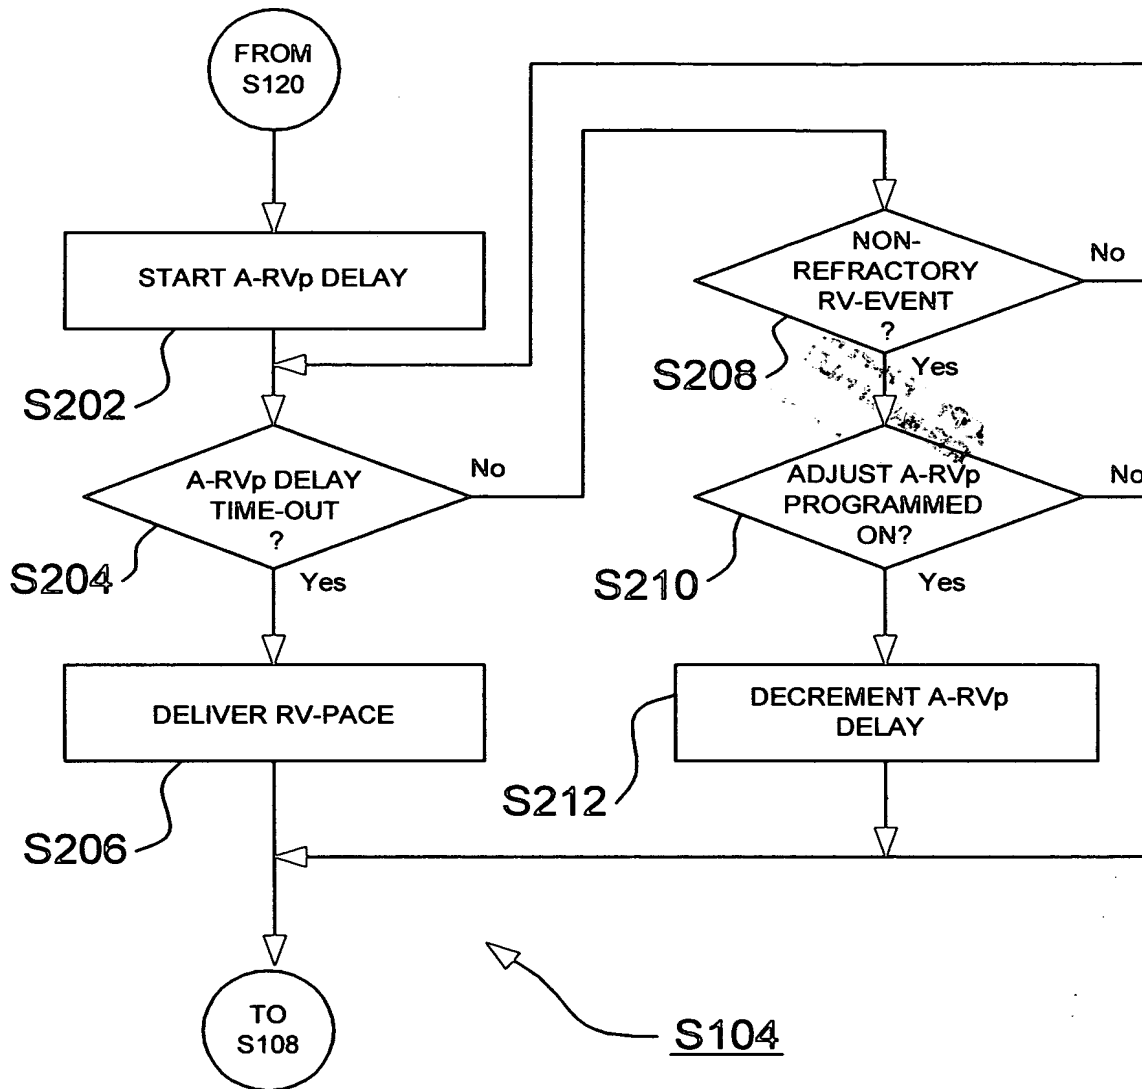 FROM
S120
START A-RVp DELAY
S202
A-RVp DELAY
TIME-OUT
?
No
S204
Yes
DELIVER RV-PACE
S206
TO
S108
NON-
REFRACTORY
RV-EVENT
?
No
S208
Yes
ADJUST A-RVp
PROGRAMMED
ON?
No
S210
Yes
DECREMENT A-RVp
DELAY
S212
S104